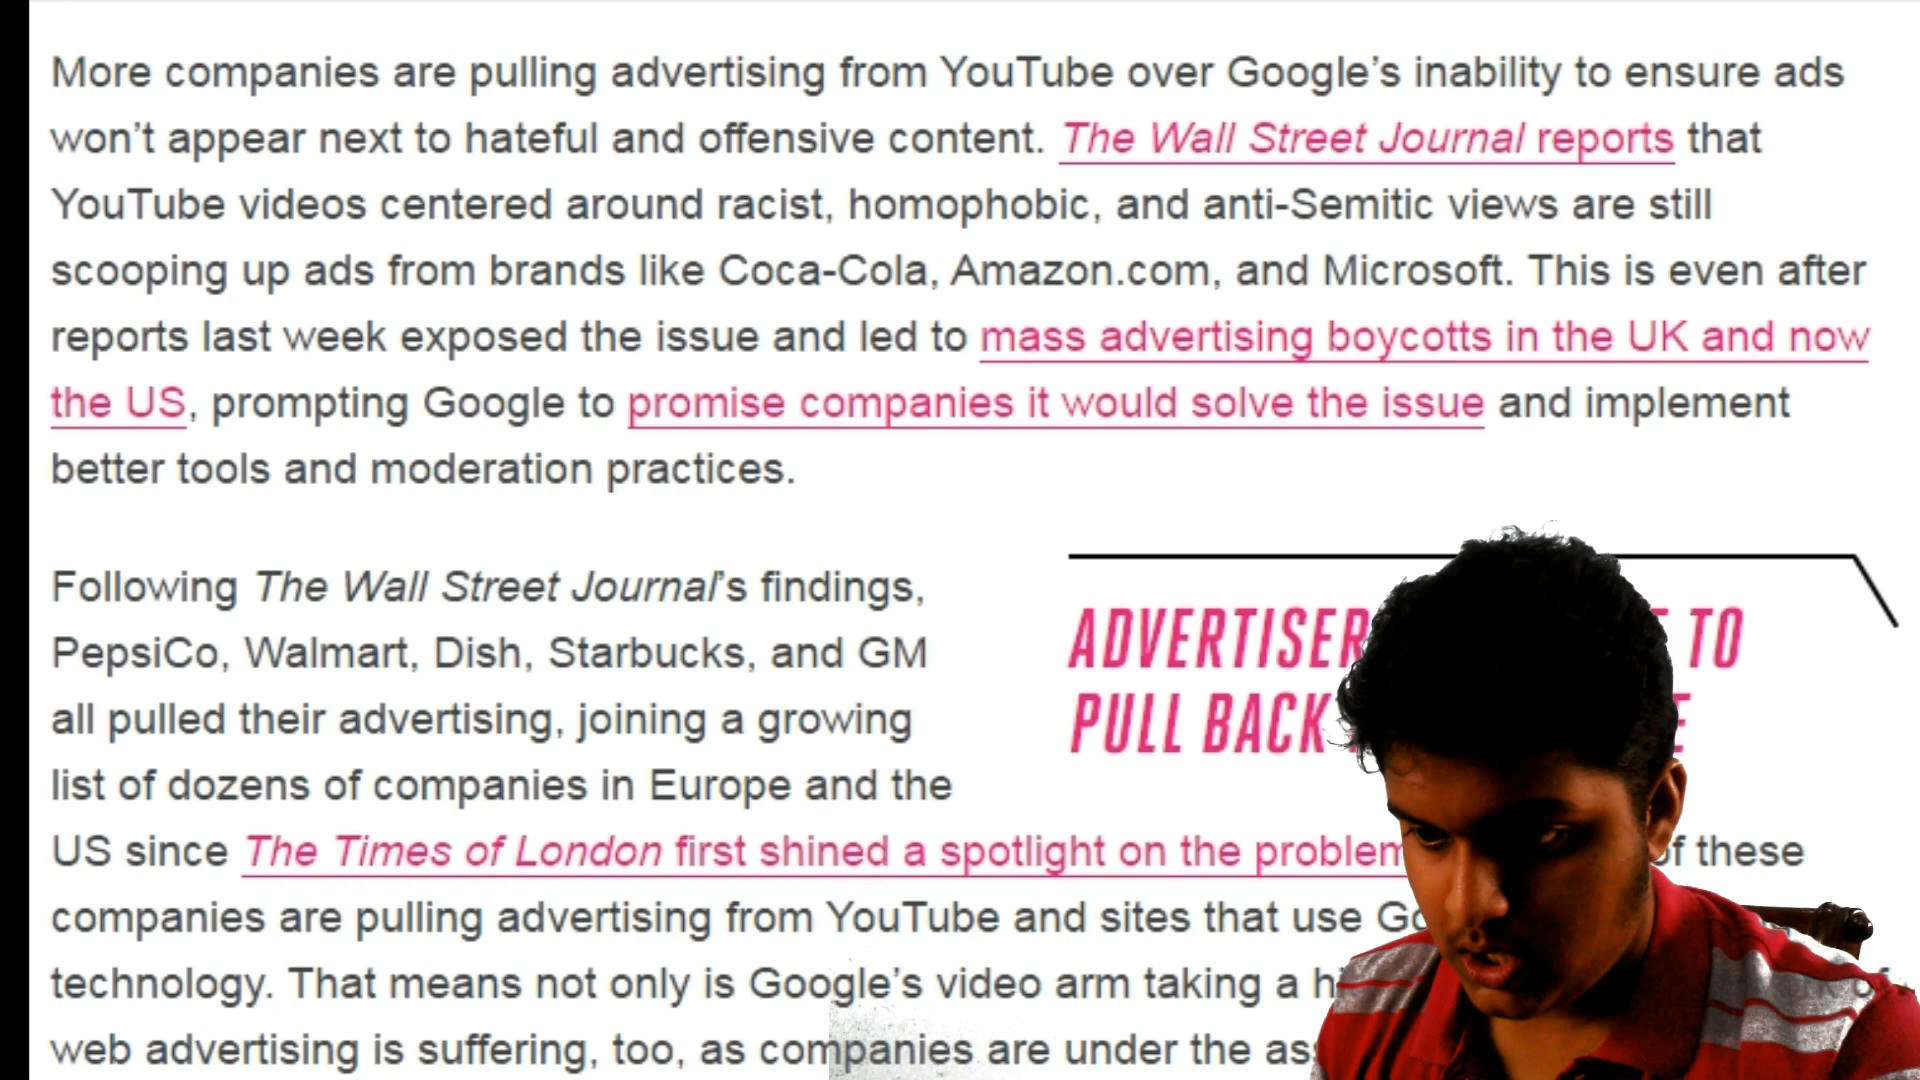 More companies are pulling advertising from YouTube over Google’s inability to ensure ads
won’t appear next to hateful and offensive content. The Wall Street Journal reports that
YouTube videos centered around racist, homophobic, and anti-Semitic views are still
scooping up ads from brands like Coca-Cola, Amazon.com, and Microsoft. This is even after
reports last week exposed the issue and led to mass advertising boycotts in the UK and now
the US, prompting Google to promise companies it would solve the issue and implement
better tools and moderation practices.
Following The Wall Street Journal’s findings,
PepsiCo, Walmart, Dish, Starbucks, and GM
all pulled their advertising, joining a growing
list of dozens of companies in Europe and the
ADVERTISER TO
PULL BACK
US since The Times of London first shined a spotlight on the problem of these
companies are pulling advertising from YouTube and sites that use
technology. That means not only is Google’s video arm taking a
web advertising is suffering, too, as companies are under the